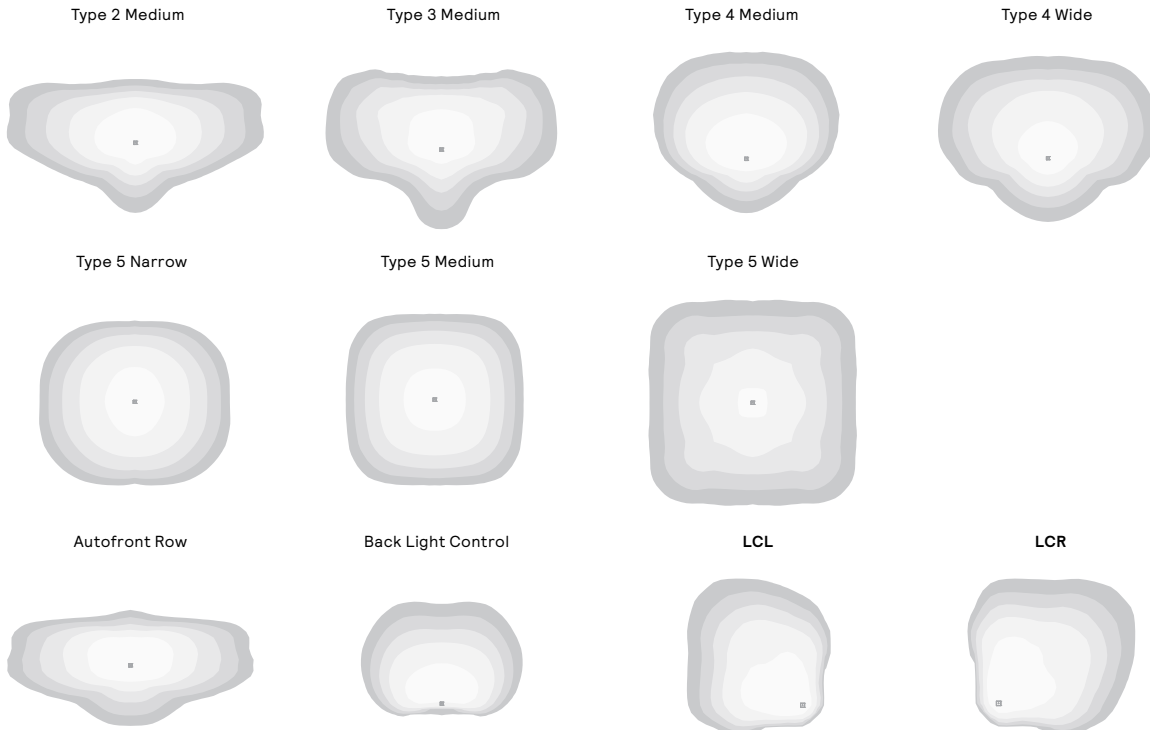 Type 2 Medium
Type 3 Medium
Type 4 Medium
Type 4 Wide
Type 5 Narrow
Type 5 Medium
Type 5 Wide
Autofront Row
Back Light Control
LCL
LCR